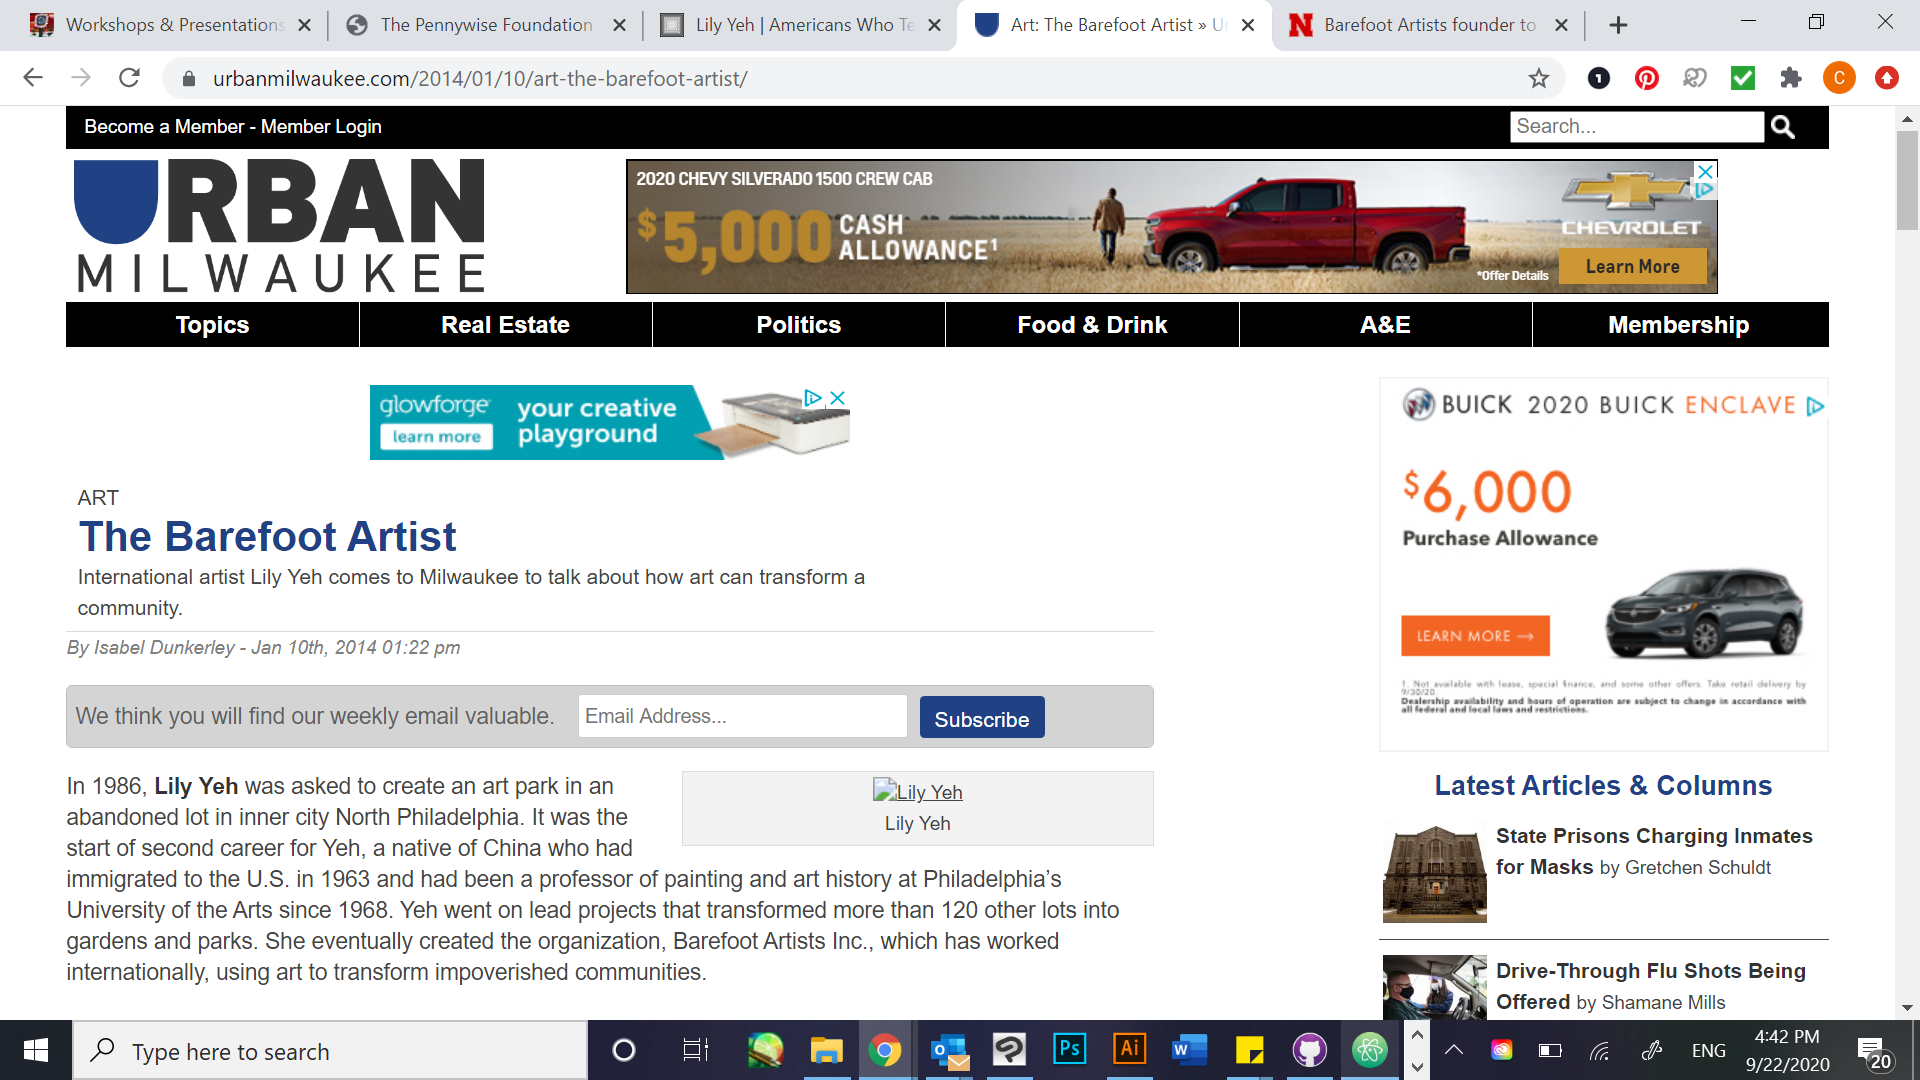 Workshops & Presentations
The Pennywise Foundation
Lily Yeh | Americans Who Te
Art: The Barefoot Artist » Ur
Barefoot Artists founder to
urbanmilwaukee.com/2014/01/10/art-the-barefoot-artist/
C
Become a Member - Member Login
Search...
URBAN
MILWAUKEE
2020 CHEVY SILVERADO 1500 CREW CAB
$5,000 CASH ALLOWANCE¹
CHEVROLET
*Offer Details
Learn More
Topics
Real Estate
Politics
Food & Drink
A&E
Membership
glowforge
learn more
your creative
playground
BUICK 2020 BUICK ENCLAVE
$6,000
Purchase Allowance
LEARN MORE →
1. Not available with lease, special finance, and some other offers. Take retail delivery by
9/30/20.
Dealership availability and hours of operation are subject to change in accordance with
all federal and local laws and restrictions.
ART
The Barefoot Artist
International artist Lily Yeh comes to Milwaukee to talk about how art can transform a
community.
By Isabel Dunkerley - Jan 10th, 2014 01:22 pm
We think you will find our weekly email valuable.
Email Address...
Subscribe
In 1986, Lily Yeh was asked to create an art park in an
abandoned lot in inner city North Philadelphia. It was the
start of second career for Yeh, a native of China who had
immigrated to the U.S. in 1963 and had been a professor of painting and art history at Philadelphia's
University of the Arts since 1968. Yeh went on lead projects that transformed more than 120 other lots into
gardens and parks. She eventually created the organization, Barefoot Artists Inc., which has worked
internationally, using art to transform impoverished communities.
Lily Yeh
Lily Yeh
Latest Articles & Columns
State Prisons Charging Inmates
for Masks by Gretchen Schuldt
Drive-Through Flu Shots Being
Offered by Shamane Mills
Type here to search
Ps
Ai
W
ENG
4:42 PM
9/22/2020
20